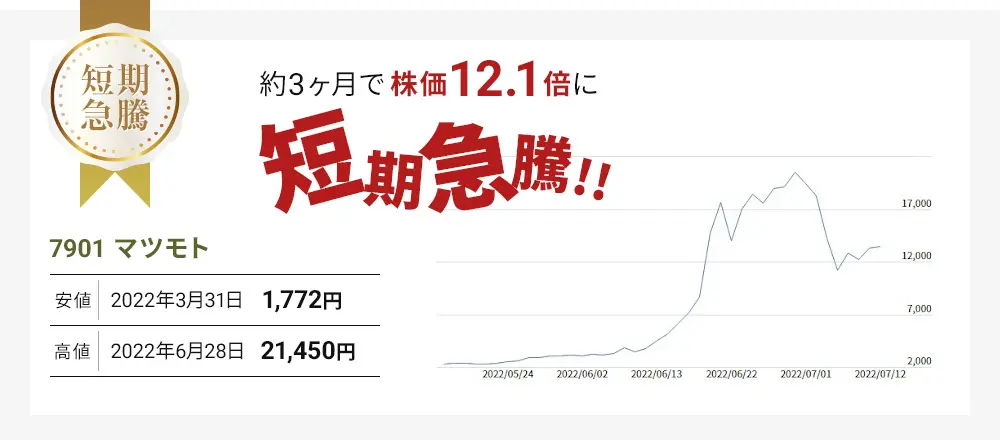 短期
急騰
約3ヶ月で株価12.1倍に
短期急騰!!
7901 マツモト
安値 2022年3月31日 1,772円
高値 2022年6月28日 21,450円
17,000
12,000
7,000
2,000
2022/05/24 2022/06/02 2022/06/13 2022/06/22 2022/07/01 2022/07/12